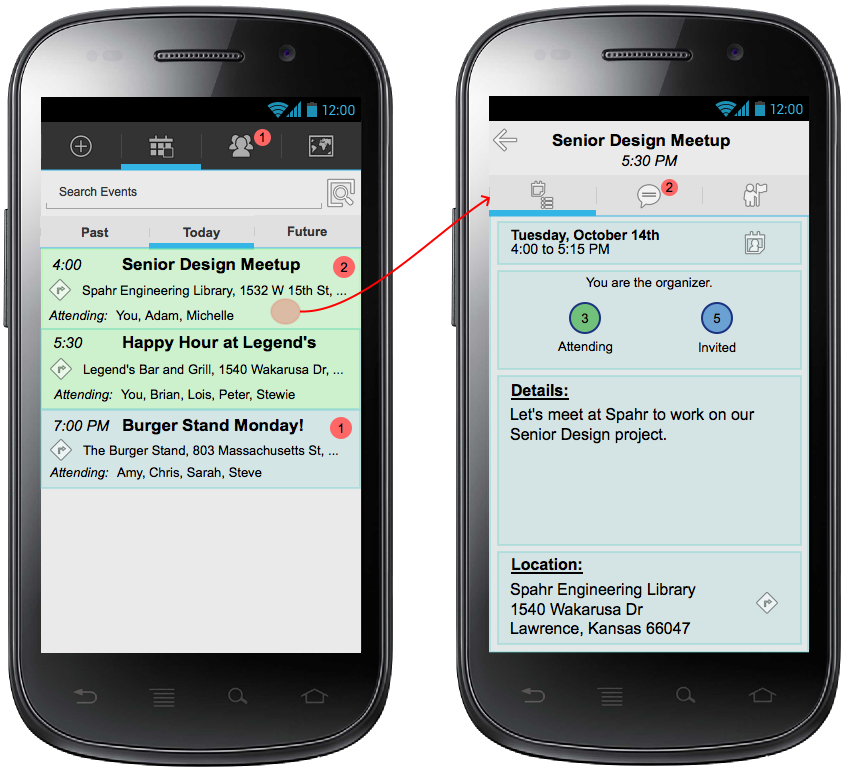 12:00
1
Search Events
Past Today Future
4:00 Senior Design Meetup 2
Spahr Engineering Library, 1532 W 15th St, ...
Attending: You, Adam, Michelle
5:30 Happy Hour at Legend's
Legend's Bar and Grill, 1540 Wakarusa Dr, ...
Attending: You, Brian, Lois, Peter, Stewie
7:00 PM Burger Stand Monday! 1
The Burger Stand, 803 Massachusetts St, ...
Attending: Amy, Chris, Sarah, Steve
12:00
Senior Design Meetup
5:30 PM
2
Tuesday, October 14th
4:00 to 5:15 PM
You are the organizer.
3 5
Attending Invited
Details:
Let's meet at Spahr to work on our
Senior Design project.
Location:
Spahr Engineering Library
1540 Wakarusa Dr
Lawrence, Kansas 66047